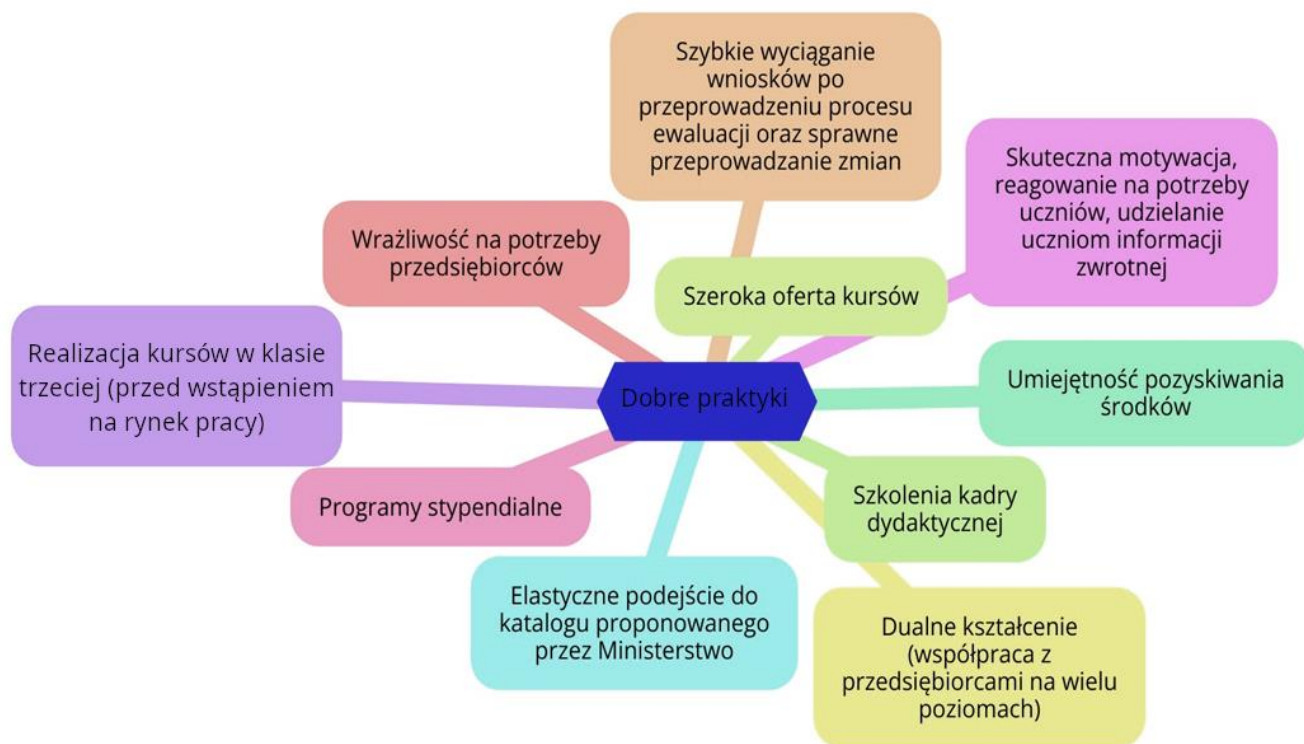 Szybkie wyciąganie
wniosków po
przeprowadzeniu procesu
ewaluacji oraz sprawne
przeprowadzanie zmian
Skuteczna motywacja,
reagowanie na potrzeby
uczniów, udzielanie
uczniom informacji
zwrotnej
Wrażliwość na potrzeby
przedsiębiorców
Szeroka oferta kursów
Realizacja kursów w klasie
trzeciej (przed wstąpieniem
na rynek pracy)
Dobre praktyki
Umiejętność pozyskiwania
środków
Programy stypendialne
Szkolenia kadry
dydaktycznej
Elastyczne podejście do
katalogu proponowanego
przez Ministerstwo
Dualne kształcenie
(współpraca z
przedsiębiorcami na wielu
poziomach)